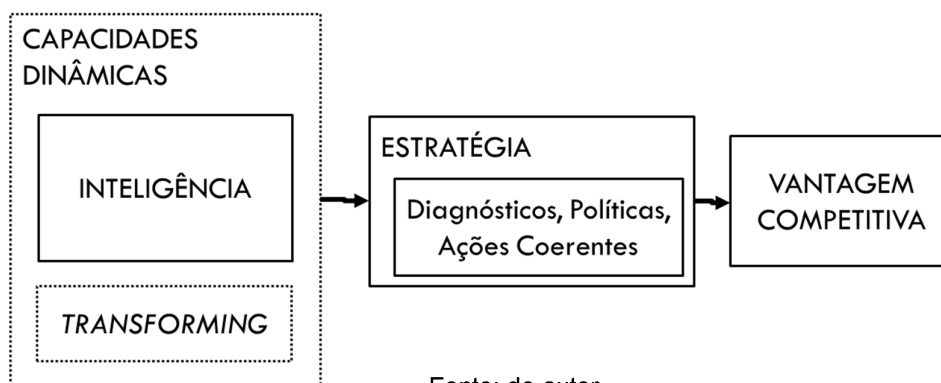 CAPACIDADES
DINÂMICAS
INTELIGÊNCIA
TRANSFORMING
ESTRATÉGIA
Diagnósticos, Políticas,
Ações Coerentes
VANTAGEM
COMPETITIVA
Fonte: do autor